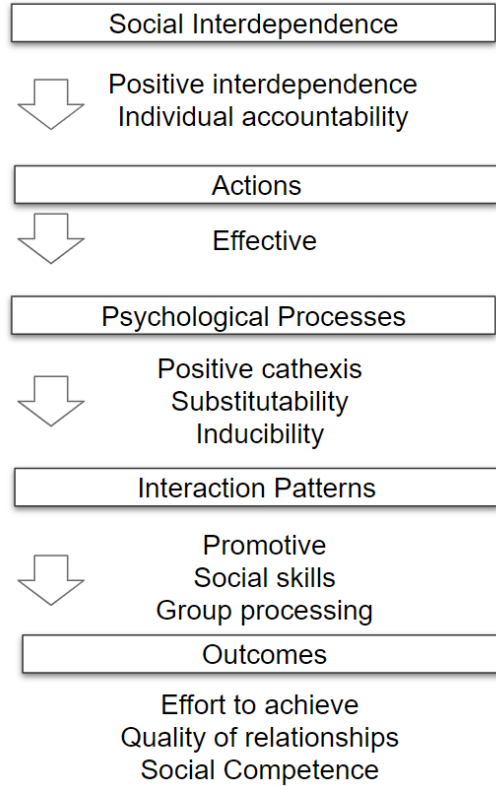 Social Interdependence
Positive interdependence
Individual accountability
Actions
Effective
Psychological Processes
Positive cathexis
Substitutability
Inducibility
Interaction Patterns
Promotive
Social skills
Group processing
Outcomes
Effort to achieve
Quality of relationships
Social Competence